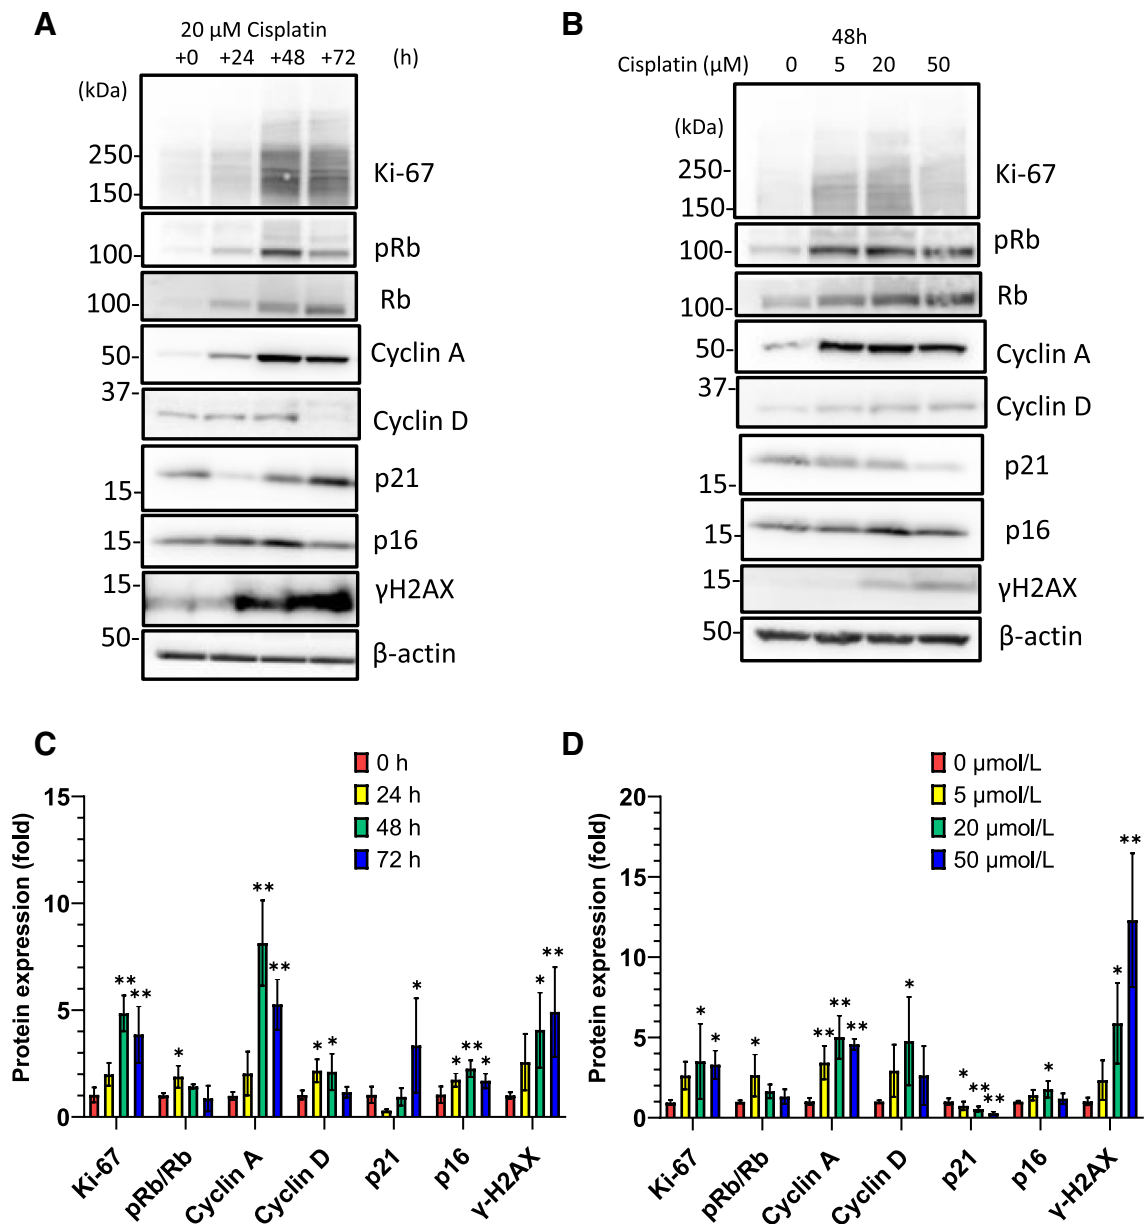 A
20 µM Cisplatin
+0 +24 +48 +72 (h)
(kDa)
250-
150-
Ki-67
100-
pRb
100-
Rb
50-
Cyclin A
37-
Cyclin D
15-
p21
15-
p16
15-
γH2AX
50-
β-actin
B
48h
Cisplatin (µM) 0 5 20 50
(kDa)
250-
150-
Ki-67
100-
pRb
100-
Rb
50-
Cyclin A
37-
Cyclin D
15-
p21
15-
p16
15-
γH2AX
50-
β-actin
C
0 h
24 h
48 h
72 h
Protein expression (fold)
15
10
5
0
** ** * ** ** * * * * ** * * **
Ki-67 pRb/Rb Cyclin A Cyclin D p21 p16 γ-H2AX
D
0 µmol/L
5 µmol/L
20 µmol/L
50 µmol/L
Protein expression (fold)
20
15
10
5
0
* * * ** ** ** * * ** ** * * **
Ki-67 pRb/Rb Cyclin A Cyclin D p21 p16 γ-H2AX